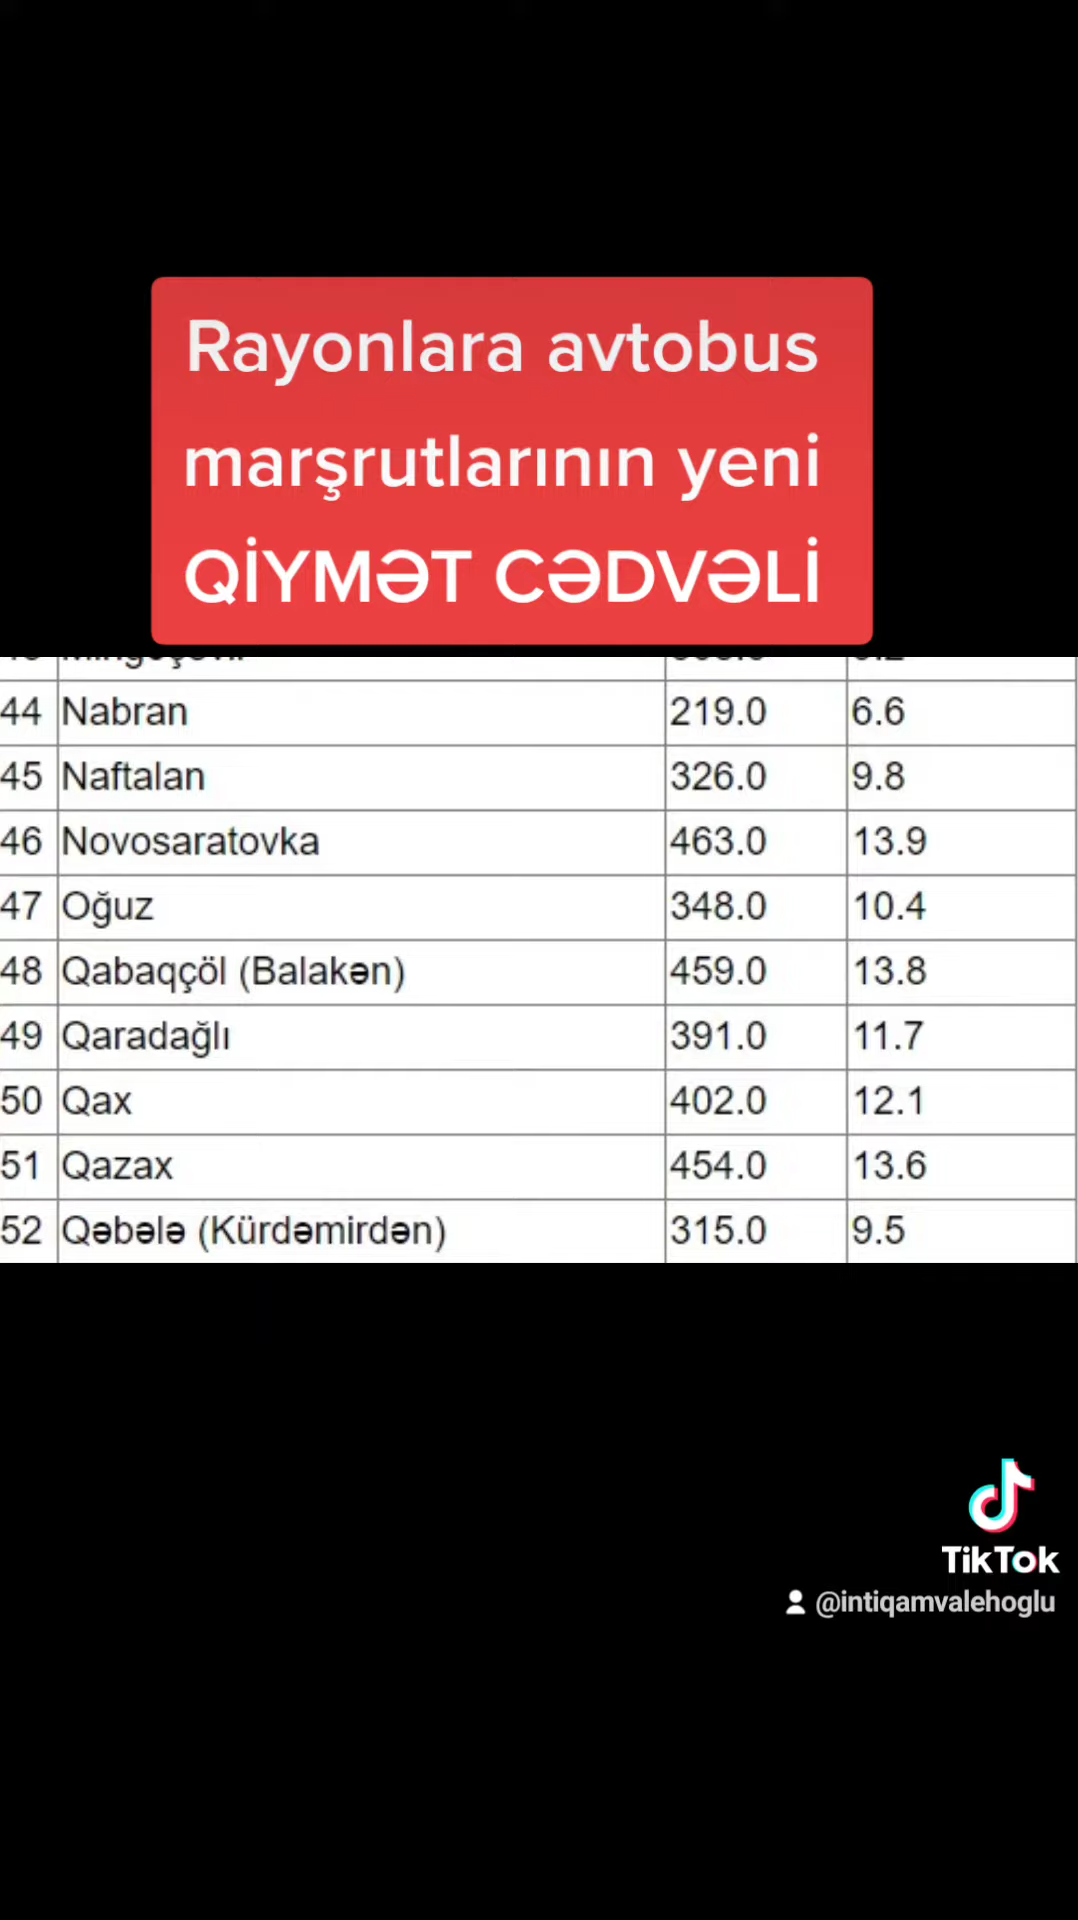 Rayonlara avtobus
marşrutlarının yeni
QİYMƏT CƏDVƏLİ
44 Nabran 219.0 6.6
45 Naftalan 326.0 9.8
46 Novosaratovka 463.0 13.9
47 Oğuz 348.0 10.4
48 Qabaqçöl (Balakən) 459.0 13.8
49 Qaradağlı 391.0 11.7
50 Qax 402.0 12.1
51 Qazax 454.0 13.6
52 Qəbələ (Kürdəmirdən) 315.0 9.5
TikTok
@intiqamvalehoglu